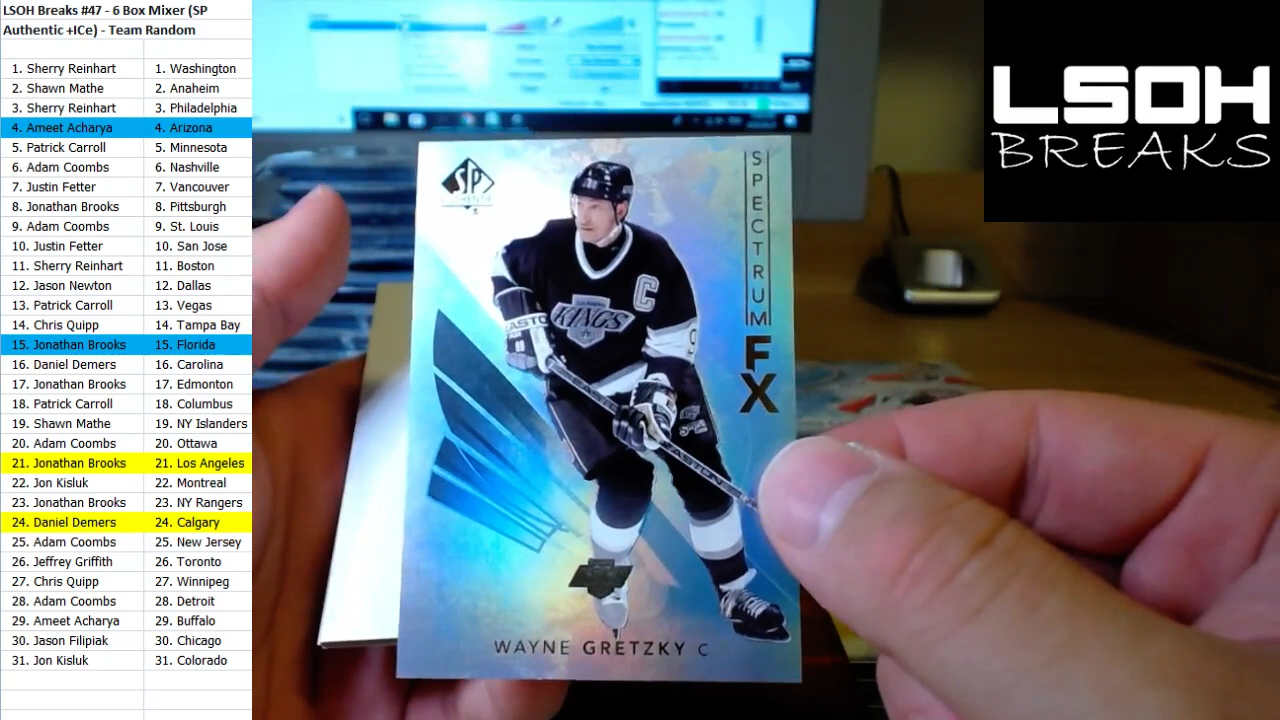 LSOH Breaks #47 - 6 Box Mixer (SP
Authentic +ICe) - Team Random
1. Sherry Reinhart 1. Washington
2. Shawn Mathe 2. Anaheim
3. Sherry Reinhart 3. Philadelphia
4. Ameet Acharya 4. Arizona
5. Patrick Carroll 5. Minnesota
6. Adam Coombs 6. Nashville
7. Justin Fetter 7. Vancouver
8. Jonathan Brooks 8. Pittsburgh
9. Adam Coombs 9. St. Louis
10. Justin Fetter 10. San Jose
11. Sherry Reinhart 11. Boston
12. Jason Newton 12. Dallas
13. Patrick Carroll 13. Vegas
14. Chris Quipp 14. Tampa Bay
15. Jonathan Brooks 15. Florida
16. Daniel Demers 16. Carolina
17. Jonathan Brooks 17. Edmonton
18. Patrick Carroll 18. Columbus
19. Shawn Mathe 19. NY Islanders
20. Adam Coombs 20. Ottawa
21. Jonathan Brooks 21. Los Angeles
22. Jon Kisluk 22. Montreal
23. Jonathan Brooks 23. NY Rangers
24. Daniel Demers 24. Calgary
25. Adam Coombs 25. New Jersey
26. Jeffrey Griffith 26. Toronto
27. Chris Quipp 27. Winnipeg
28. Adam Coombs 28. Detroit
29. Ameet Acharya 29. Buffalo
30. Jason Filipiak 30. Chicago
31. Jon Kisluk 31. Colorado
SP
AUTHENTIC
SPECTRUM
FX
C
KINGS
EASTON
EASTON
9
WAYNE GRETZKY C
LSOH
BREAKS